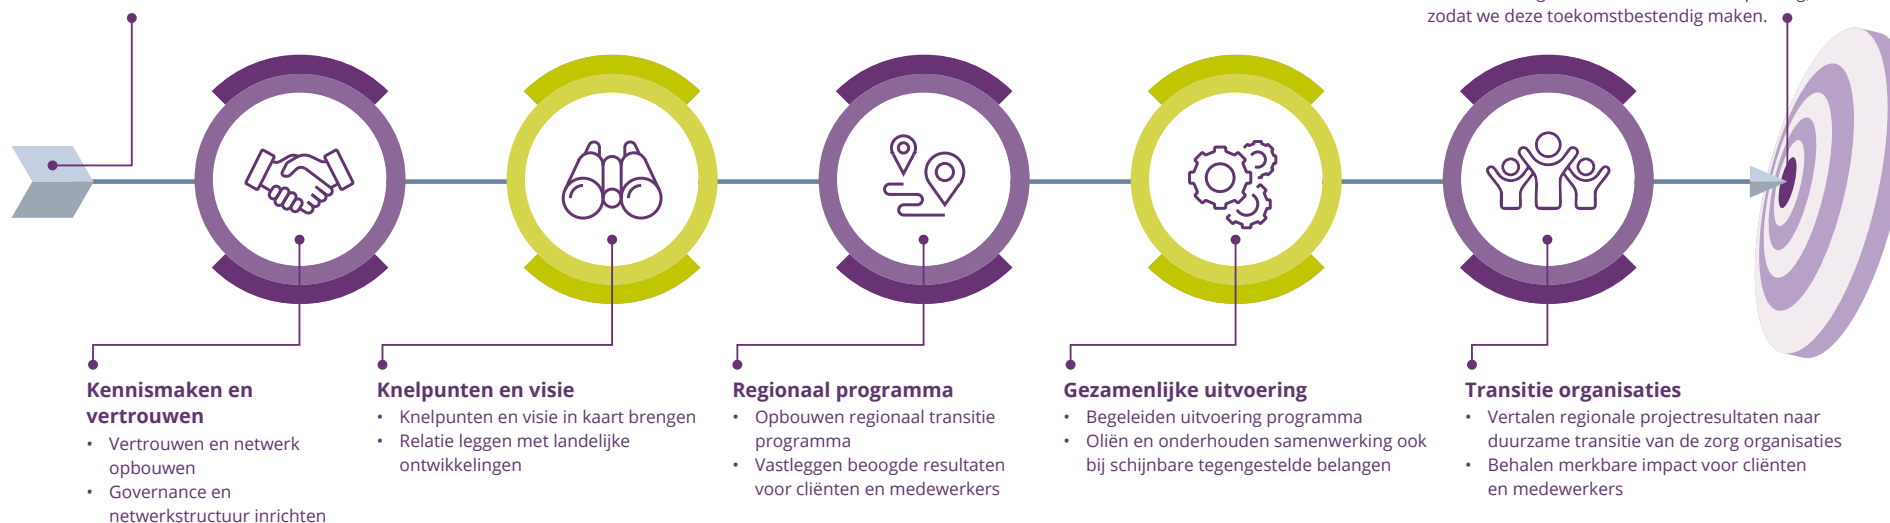 zodat we deze toekomstbestendig maken.
Kennismaken en
vertrouwen
• Vertrouwen en netwerk
opbouwen
• Governance en
netwerkstructuur inrichten
Knelpunten en visie
• Knelpunten en visie in kaart brengen
• Relatie leggen met landelijke
ontwikkelingen
Regionaal programma
• Opbouwen regionaal transitie
programma
• Vastleggen beoogde resultaten
voor cliënten en medewerkers
Gezamenlijke uitvoering
• Begeleiden uitvoering programma
• Oliën en onderhouden samenwerking ook
bij schijnbare tegengestelde belangen
Transitie organisaties
• Vertalen regionale projectresultaten naar
duurzame transitie van de zorg organisaties
• Behalen merkbare impact voor cliënten
en medewerkers